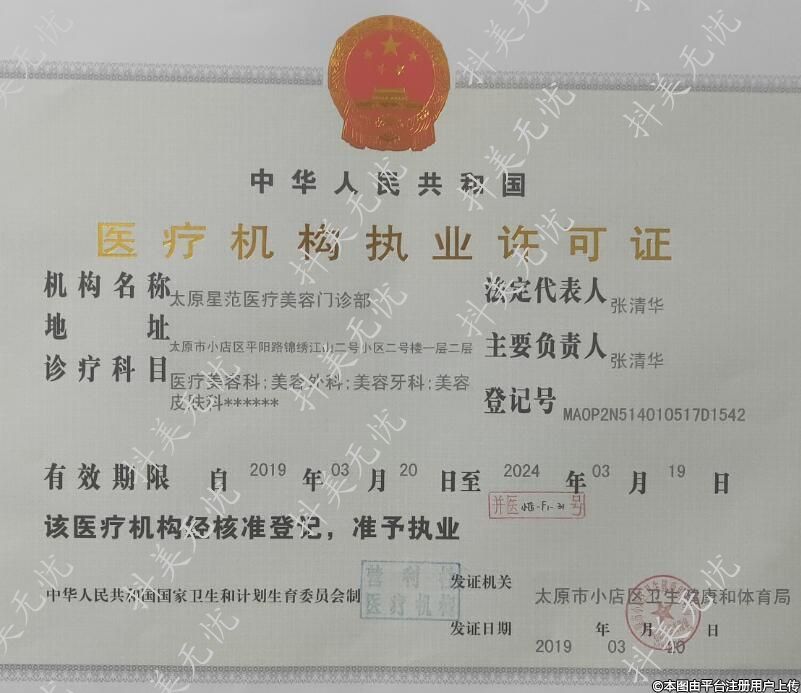 中华人民共和国
医疗机构执业许可证
机构名称 太原星范医疗美容门诊部
法定代表人 张清华
地址 太原市小店区平阳路锦绣江山二号小区二号楼一层二层
主要负责人 张清华
诊疗科目 医疗美容科;美容外科;美容牙科;美容
皮肤科******
登记号 MA0P2N514010517D1542
有效期限 自 2019 年 03 月 20 日至 2024 年 03 月 19 日
并医 号
该医疗机构经核准登记，准予执业
营利性
医疗机构
中华人民共和国国家卫生和计划生育委员会制
发证机关 太原市小店区卫生健康和体育局
发证日期 2019 年 03 月 日
抖美无忧
©本图由平台注册用户上传